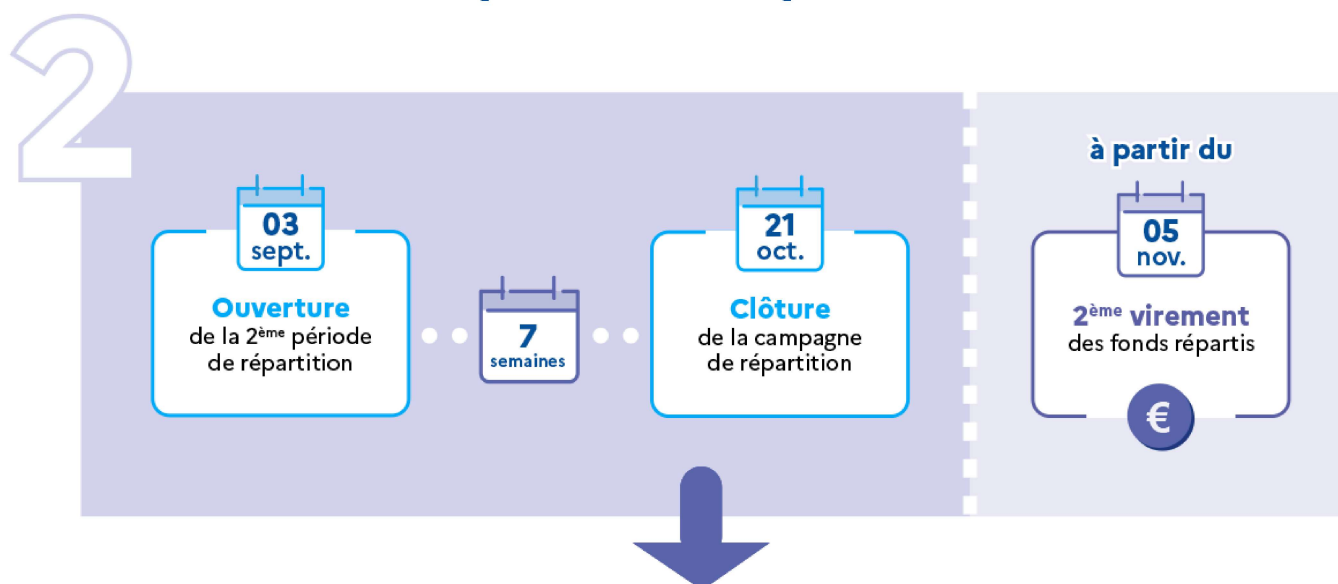 2
03
sept.
Ouverture
de la 2ème période
de répartition
7
semaines
21
oct.
Clôture
de la campagne
de répartition
à partir du
05
nov.
2ème virement
des fonds répartis
€